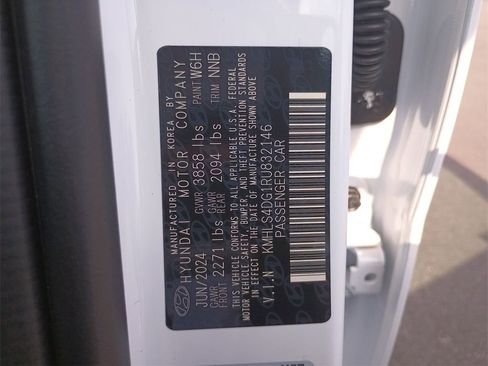 MANUFACTURED IN KOREA BY
HYUNDAI MOTOR COMPANY
JUN/2024 GVWR 3858 lbs PAINT W6H
GAWR FRONT 2271 lbs GAWR REAR 2094 lbs TRIM NNB
THIS VEHICLE CONFORMS TO ALL APPLICABLE U.S.A. FEDERAL
MOTOR VEHICLE SAFETY, BUMPER, AND THEFT PREVENTION STANDARDS
IN EFFECT ON THE DATE OF MANUFACTURE SHOWN ABOVE
V.I.N KMHLS4DG1RU832146
PASSENGER CAR